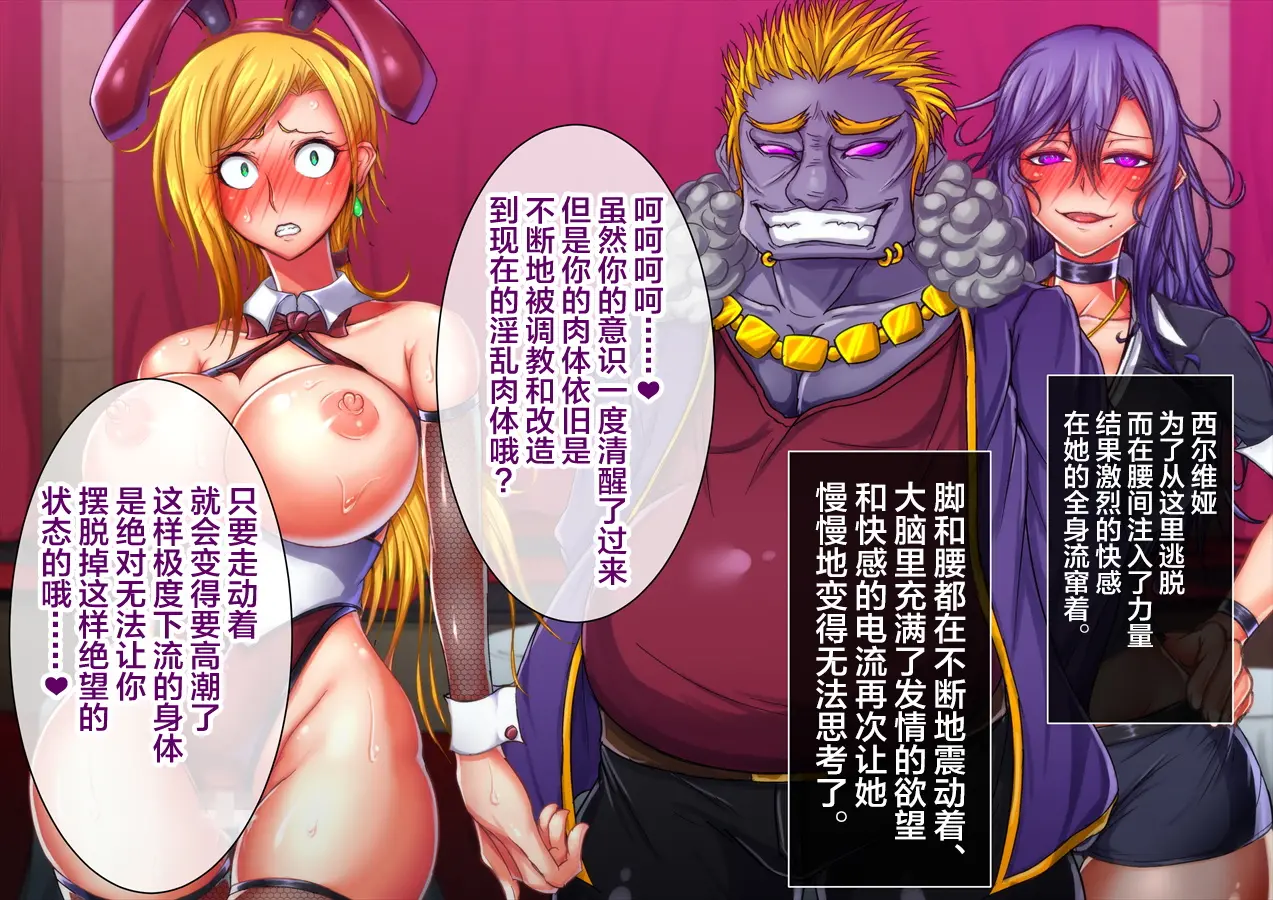 西尔维娅
为了从这里逃脱
而在腰间注入了力量
结果激烈的快感
在她的全身流窜着。
脚和腰都在不断地震动着、
大脑里充满了发情的欲望
和快感的电流再次让她
慢慢地变得无法思考了。
呵呵呵呵……❤
虽然你的意识一度清醒了过来
但是你的肉体依旧是
不断地被调教和改造
到现在的淫乱肉体哦？
只要走动着
就会变得要高潮了
这样极度下流的身体
是绝对无法让你
摆脱掉这样绝望的
状态的哦……❤